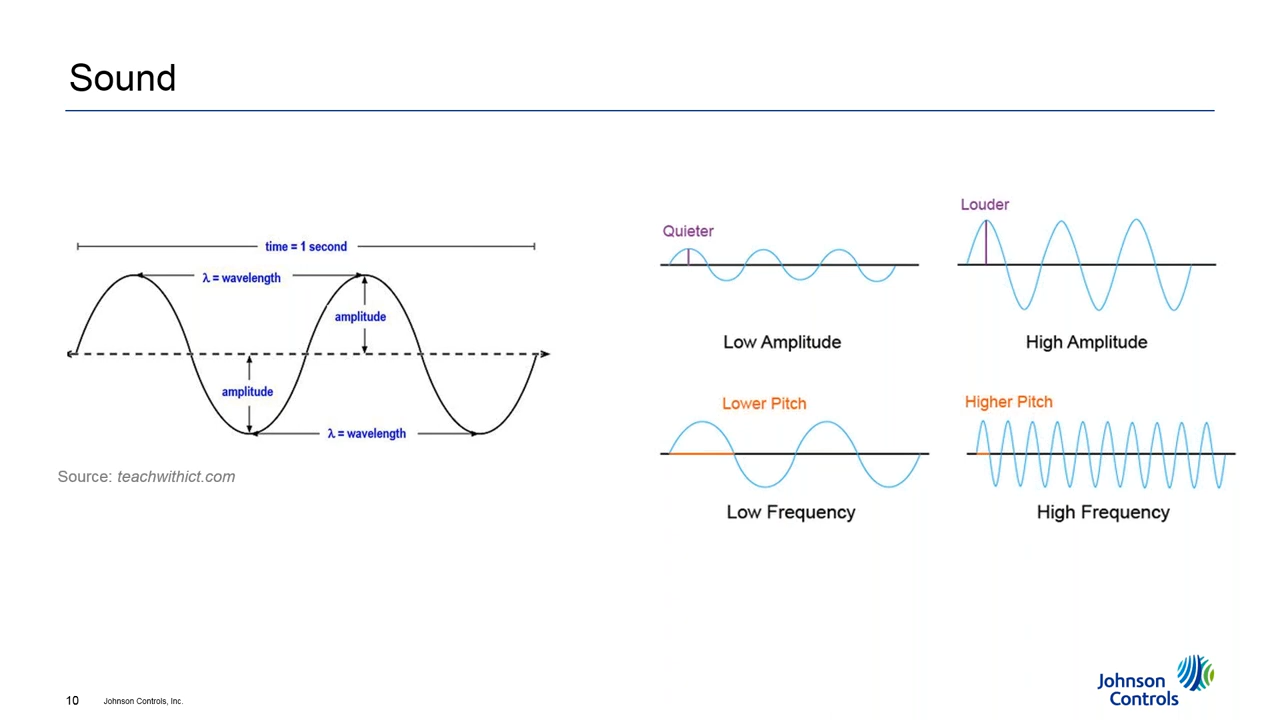 Sound
time = 1 second
λ = wavelength
amplitude
amplitude
λ = wavelength
Source: teachwithict.com
Quieter
Low Amplitude
Louder
High Amplitude
Lower Pitch
Low Frequency
Higher Pitch
High Frequency
10
Johnson Controls, Inc.
Johnson
Controls